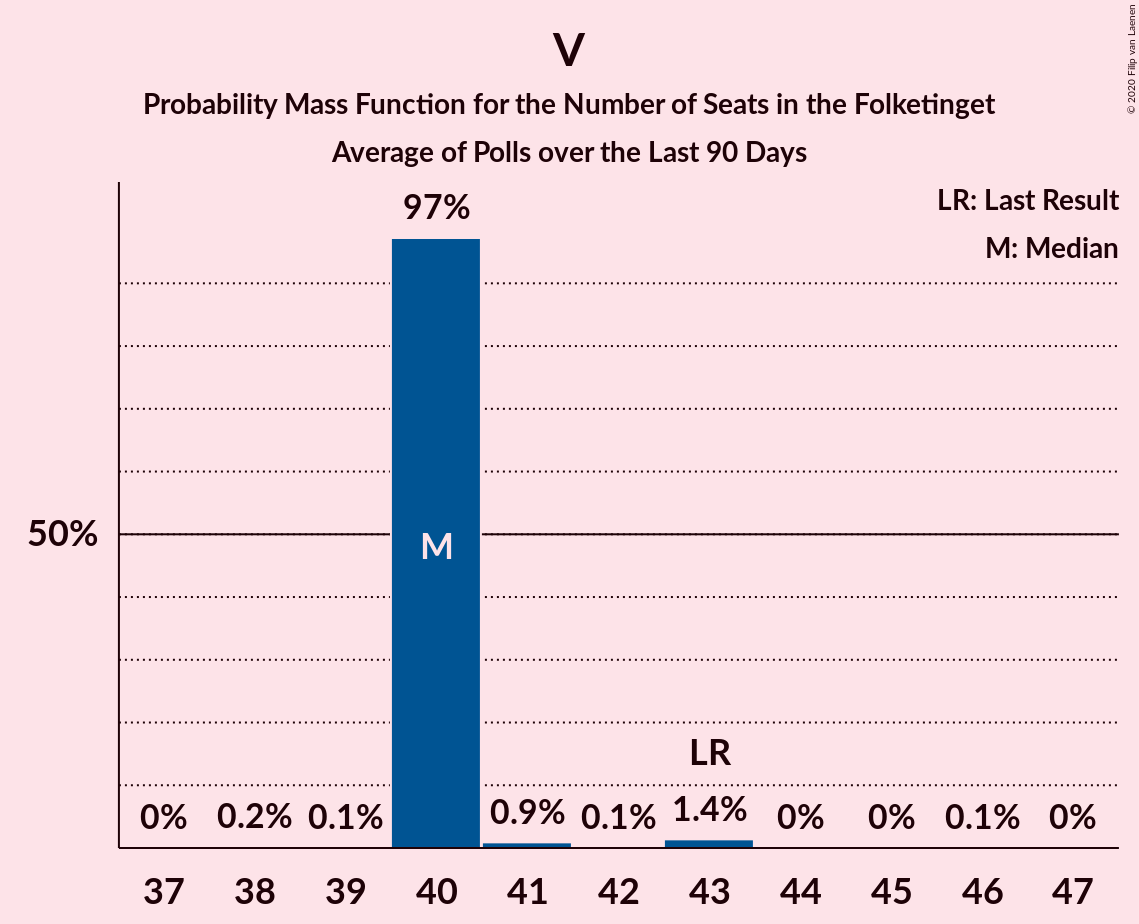 V
Probability Mass Function for the Number of Seats in the Folketinget
Average of Polls over the Last 90 Days
© 2020 Filip van Laenen
LR: Last Result
M: Median
97%
50%
M
LR
0% 0.2% 0.1% 0.9% 0.1% 1.4% 0% 0% 0.1% 0%
37 38 39 40 41 42 43 44 45 46 47